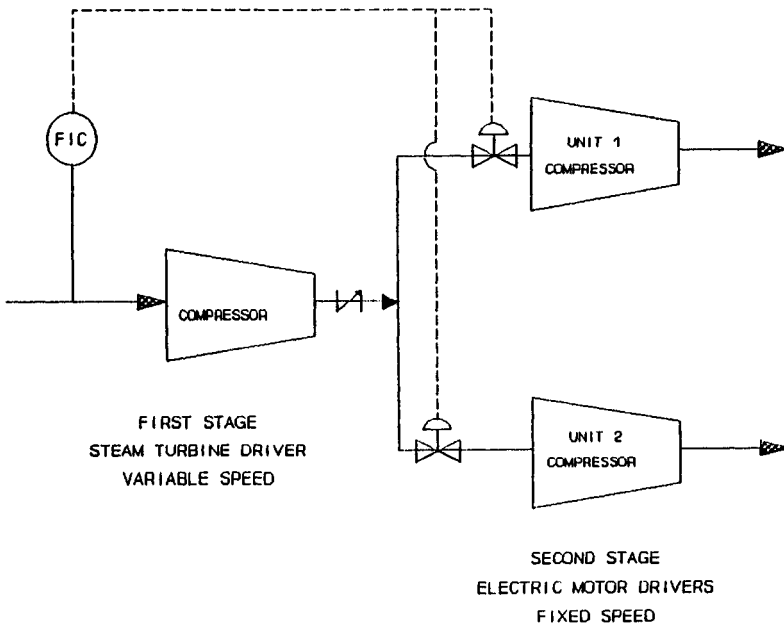 FIC
UNIT 1
COMPRESSOR
COMPRESSOR
FIRST STAGE
STEAM TURBINE DRIVER
VARIABLE SPEED
UNIT 2
COMPRESSOR
SECOND STAGE
ELECTRIC MOTOR DRIVERS
FIXED SPEED